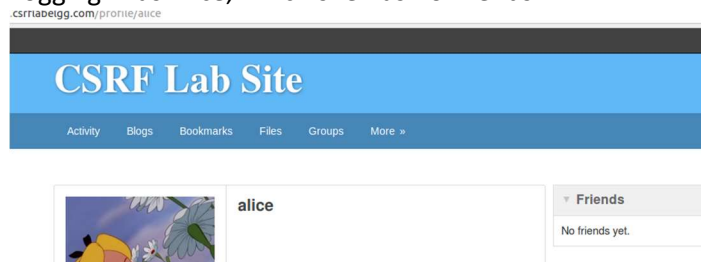 .csrflabelgg.com/profile/alice
CSRF Lab Site
Activity Blogs Bookmarks Files Groups More »
alice
Friends
No friends yet.